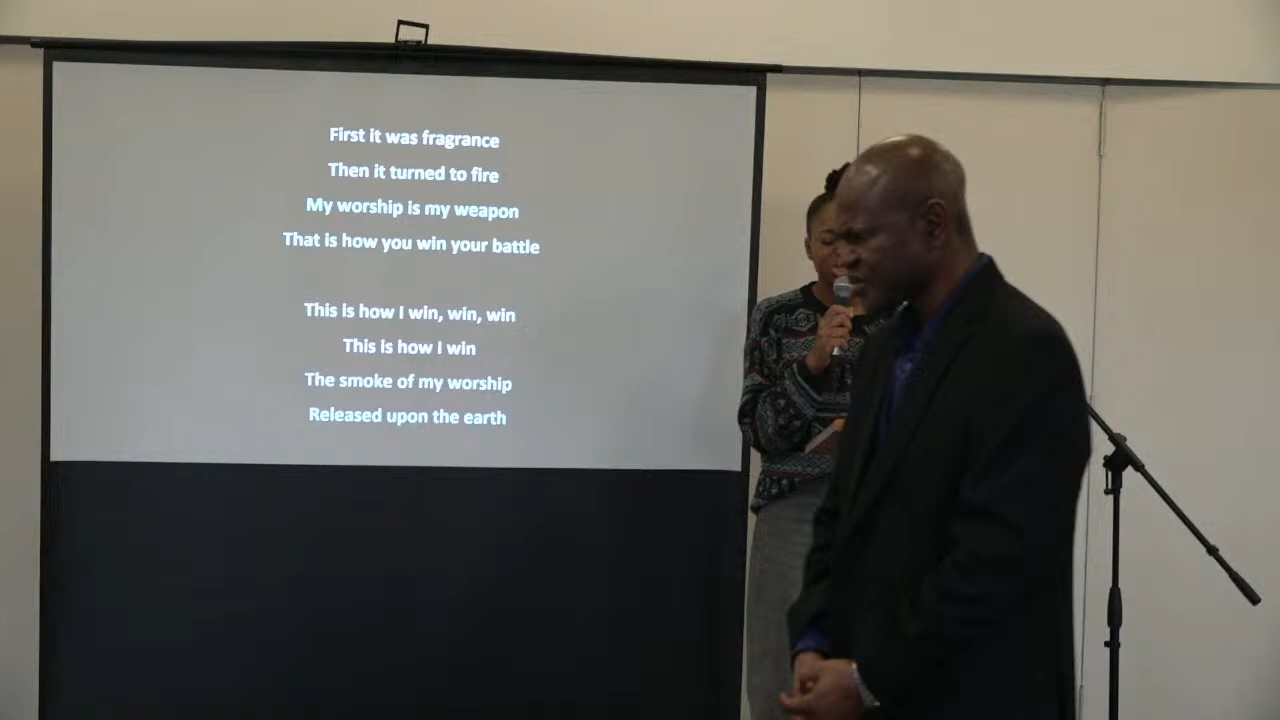 First it was fragrance
Then it turned to fire
My worship is my weapon
That is how you win your battle
This is how I win, win, win
This is how I win
The smoke of my worship
Released upon the earth